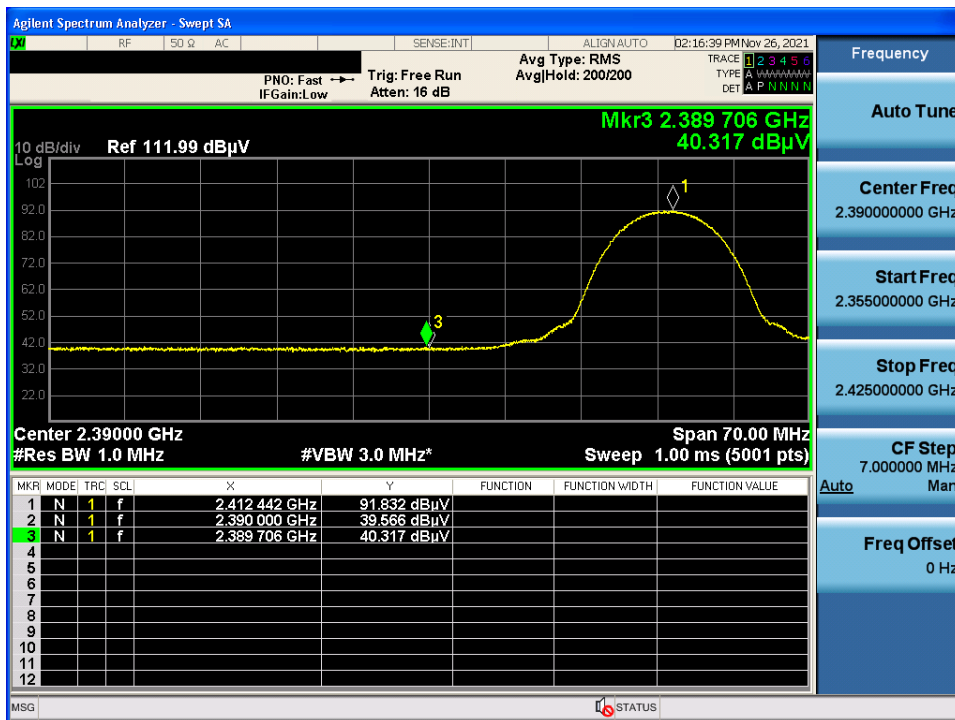 Agilent Spectrum Analyzer - Swept SA
LXI RF 50 Ω AC SENSE:INT ALIGNAUTO 02:16:39 PM Nov 26, 2021
PNO: Fast
IFGain:Low
Trig: Free Run
Atten: 16 dB
Avg Type: RMS
Avg|Hold: 200/200
TRACE 1 2 3 4 5 6
TYPE A WWWWW
DET A P N N N N
Mkr3 2.389 706 GHz
40.317 dBµV
10 dB/div Ref 111.99 dBµV
Log
102
92.0
82.0
72.0
62.0
52.0
42.0
32.0
22.0
1
3
Center 2.39000 GHz Span 70.00 MHz
#Res BW 1.0 MHz #VBW 3.0 MHz* Sweep 1.00 ms (5001 pts)
MKR MODE TRC SCL X Y FUNCTION FUNCTION WIDTH FUNCTION VALUE
1 N 1 f 2.412 442 GHz 91.832 dBµV
2 N 1 f 2.390 000 GHz 39.566 dBµV
3 N 1 f 2.389 706 GHz 40.317 dBµV
4
5
6
7
8
9
10
11
12
MSG STATUS
Frequency
Auto Tune
Center Freq
2.390000000 GHz
Start Freq
2.355000000 GHz
Stop Freq
2.425000000 GHz
CF Step
7.000000 MHz
Auto Man
Freq Offset
0 Hz